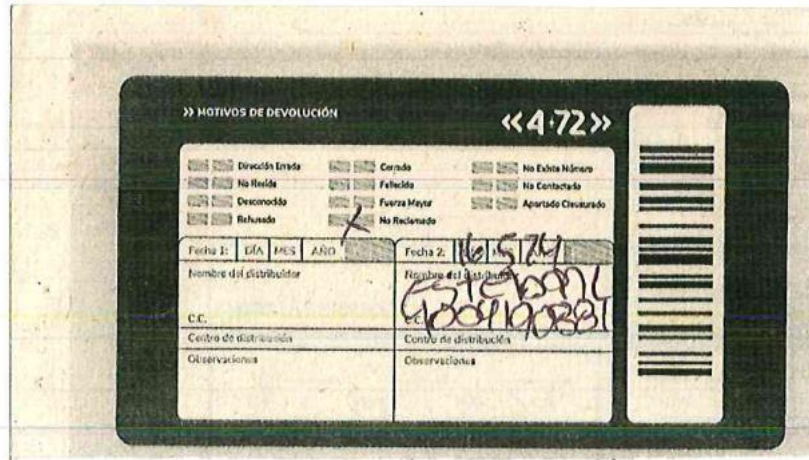 >> MOTIVOS DE DEVOLUCIÓN
<<4-72>>
Dirección Errada
No Reside
Desconocido
Rehusado
Cerrado
Fallecido
Fuerza Mayor
No Reclamado
No Existe Número
No Contactado
Apartado Clausurado
X
Fecha 1: DÍA MES AÑO
Nombre del distribuidor
C.C.
Centro de distribución
Observaciones
Fecha 2: 16 5 74
Nombre del distribuidor
C.C.
Centro de distribución
Observaciones